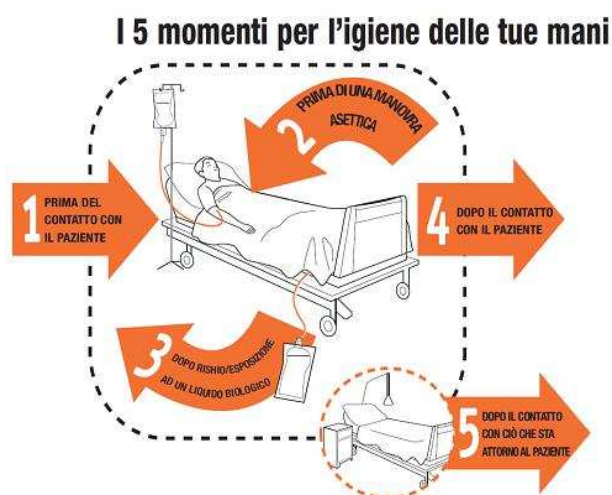 I 5 momenti per l'igiene delle tue mani
1
PRIMA DEL
CONTATTO CON
IL PAZIENTE
2
PRIMA DI UNA MANOVRA
ASETTICA
3
DOPO RISHIO/ESPOSIZIONE
AD UN LIQUIDO BIOLOGICO
4
DOPO IL CONTATTO
CON IL PAZIENTE
5
DOPO IL CONTATTO
CON CIÒ CHE STA
ATTORNO AL PAZIENTE